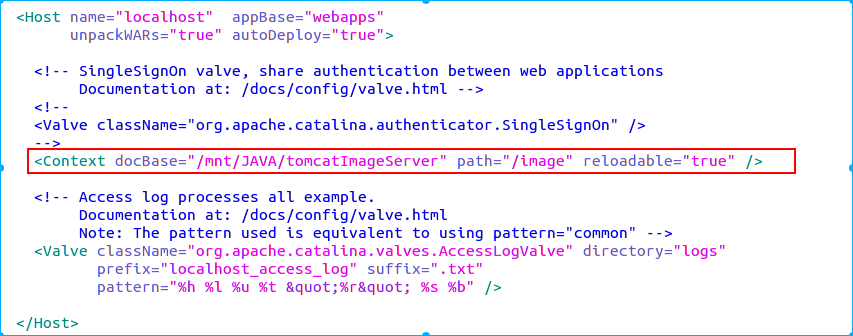 <Host name="localhost"  appBase="webapps"
      unpackWARs="true" autoDeploy="true">
  <!-- SingleSignOn valve, share authentication between web applications
       Documentation at: /docs/config/valve.html -->
  <!--
  <Valve className="org.apache.catalina.authenticator.SingleSignOn" />
  -->
  <Context docBase="/mnt/JAVA/tomcatImageServer" path="/image" reloadable="true" />
  <!-- Access log processes all example.
       Documentation at: /docs/config/valve.html
       Note: The pattern used is equivalent to using pattern="common" -->
  <Valve className="org.apache.catalina.valves.AccessLogValve" directory="logs"
         prefix="localhost_access_log" suffix=".txt"
         pattern="%h %l %u %t &quot;%r&quot; %s %b" />
</Host>